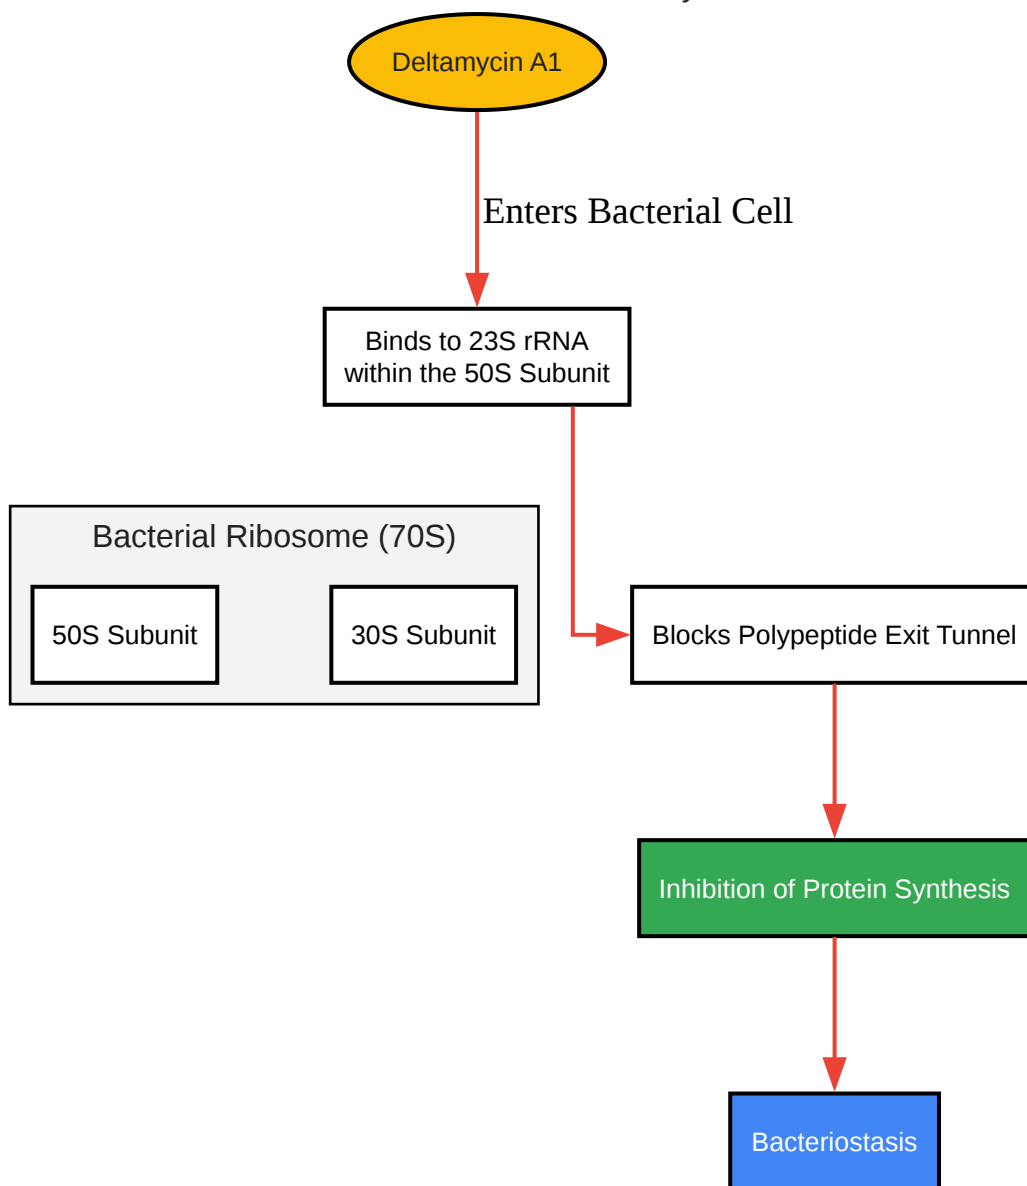 Deltamycin A1
Enters Bacterial Cell
Binds to 23S rRNA
within the 50S Subunit
Bacterial Ribosome (70S)
50S Subunit
30S Subunit
Blocks Polypeptide Exit Tunnel
Inhibition of Protein Synthesis
Bacteriostasis